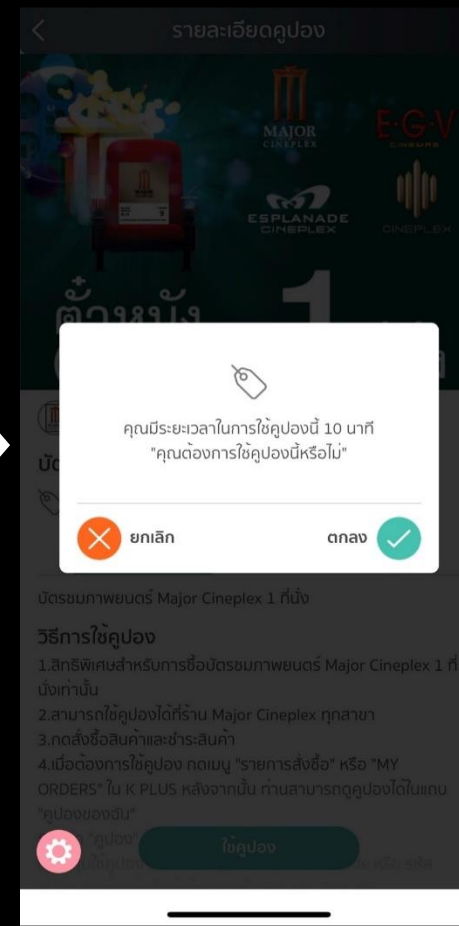 รายละเอียดคูปอง
MAJOR
CINEPLEX
E·G·V
CINEMAS
ESPLANADE
CINEPLEX
CINEPLEX
ตั๋วหนัง
1
คุณมีระยะเวลาในการใช้คูปองนี้ 10 นาที
"คุณต้องการใช้คูปองนี้หรือไม่"
ยกเลิก
ตกลง
บัตรชมภาพยนตร์ Major Cineplex 1 ที่นั่ง
วิธีการใช้คูปอง
1.สิทธิพิเศษสำหรับการซื้อบัตรชมภาพยนตร์ Major Cineplex 1 ที่
นั่งเท่านั้น
2.สามารถใช้คูปองได้ที่ร้าน Major Cineplex ทุกสาขา
3.กดสั่งซื้อสินค้าและชำระสินค้า
4.เมื่อต้องการใช้คูปอง กดเมนู "รายการสั่งซื้อ" หรือ "MY
ORDERS" ใน K PLUS หลังจากนั้น ท่านสามารถดูคูปองได้ในแถบ
"คูปองของฉัน"
"คูปอง"
ใช้คูปอง